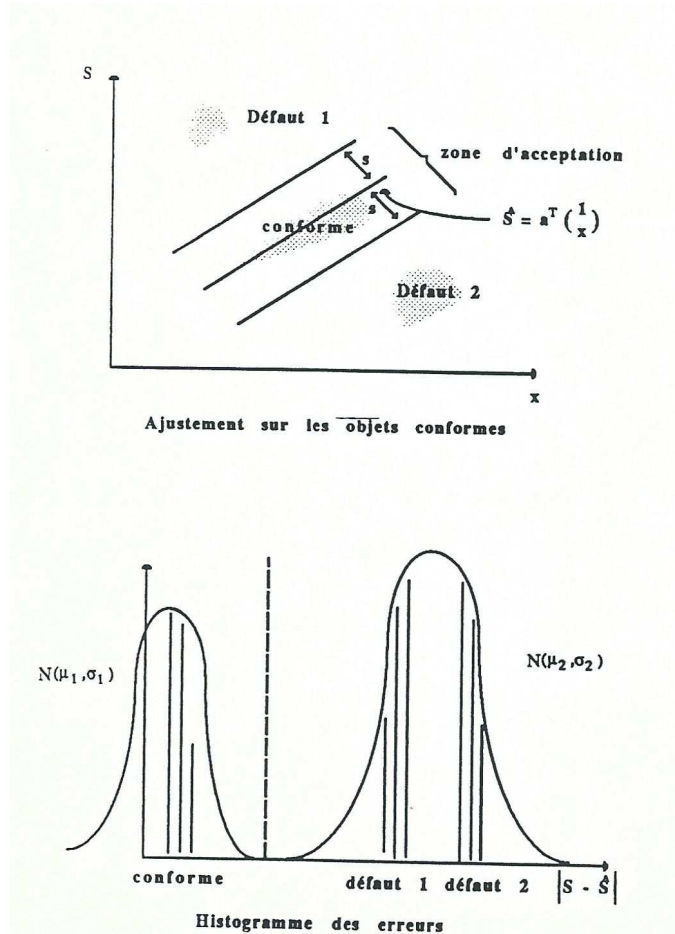 S
Défaut 1
zone d'acceptation
s
s
conforme
Ŝ = aᵀ (1 x)
Défaut 2
x
Ajustement sur les objets conformes
N(μ₁,σ₁)
N(μ₂,σ₂)
conforme
défaut 1 défaut 2
|S - Ŝ|
Histogramme des erreurs